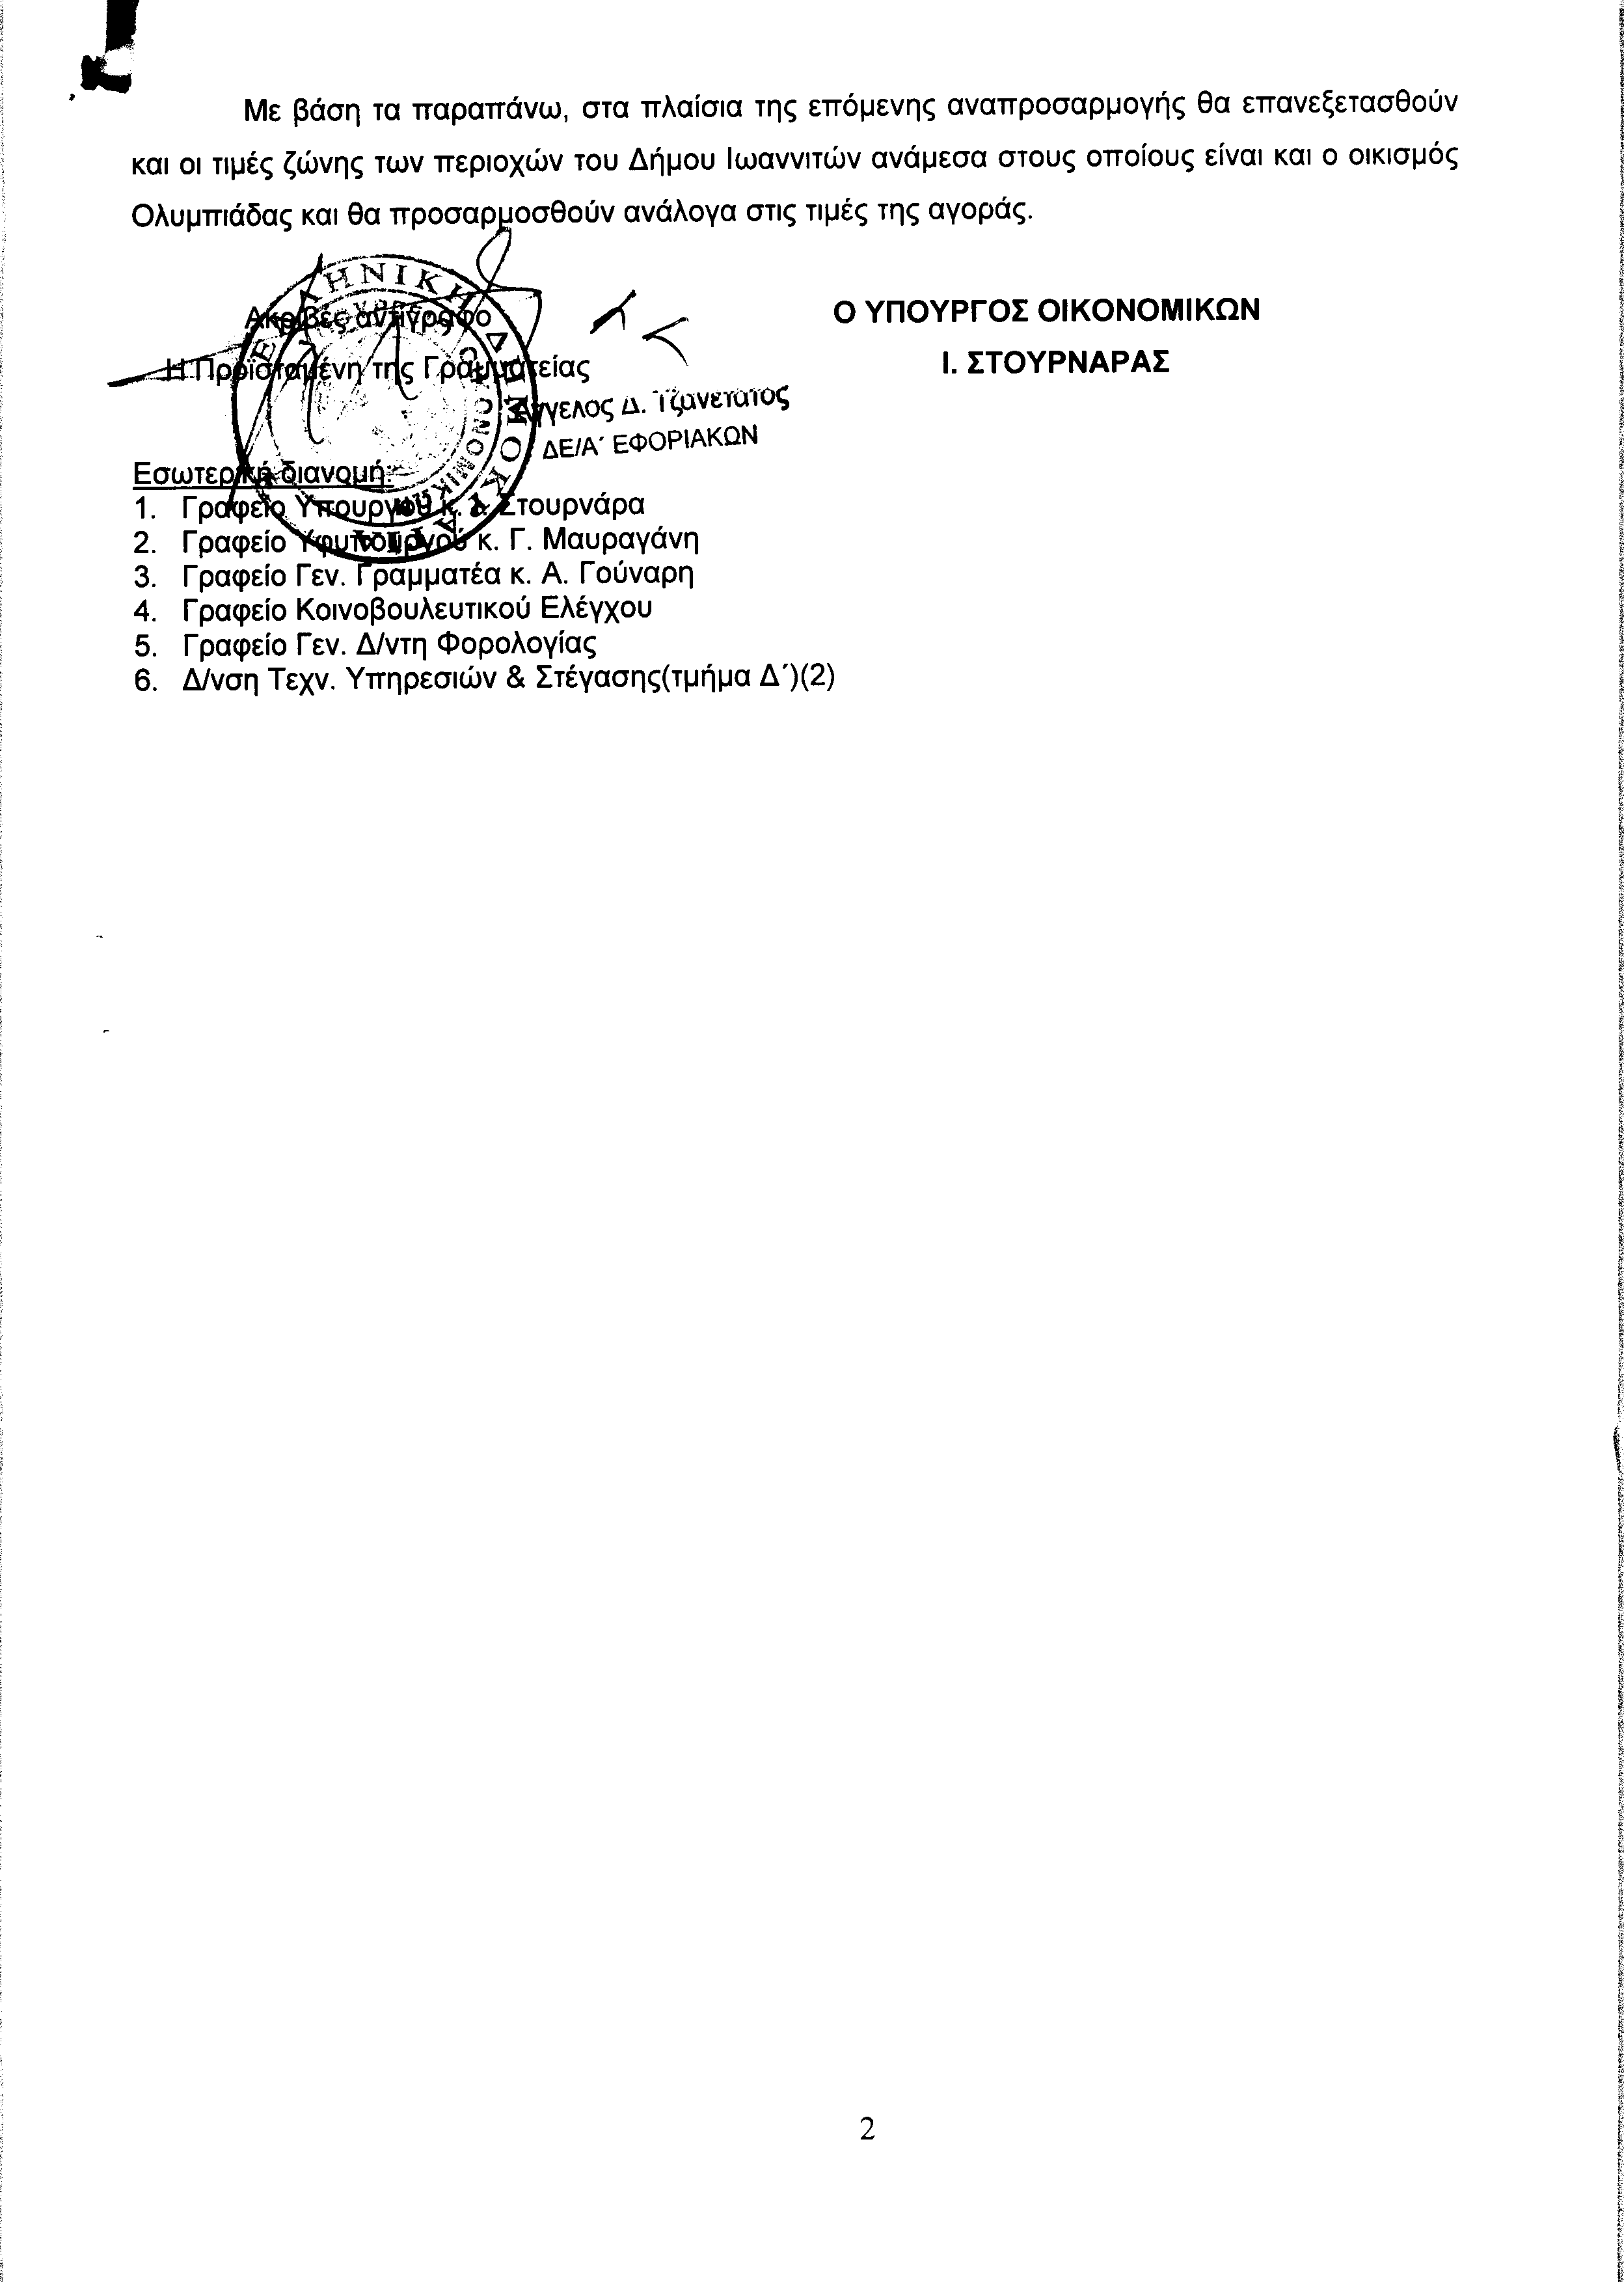 Με βάση τα παραπάνω, στα πλαίσια της επόμενης αναπροσαρμογής θα επανεξετασθούν
και οι τιμές ζώνης των περιοχών του Δήμου Ιωαννιτών ανάμεσα στους οποίους είναι και ο οικισμός
Ολυμπιάδας και θα προσαρμοσθούν ανάλογα στις τιμές της αγοράς.
Ο ΥΠΟΥΡΓΟΣ ΟΙΚΟΝΟΜΙΚΩΝ
Ι. ΣΤΟΥΡΝΑΡΑΣ
Ακριβές αντίγραφο
Η Προϊσταμένη της Γραμματείας
ΕΛΛΗΝΙΚΗ ΔΗΜΟΚΡΑΤΙΑ
Άγγελος Δ. Τζανετάτος
ΔΕ/Α΄ ΕΦΟΡΙΑΚΩΝ
Εσωτερική διανομή:
1. Γραφείο Υπουργού κ. Ι. Στουρνάρα
2. Γραφείο Υφυπουργού κ. Γ. Μαυραγάνη
3. Γραφείο Γεν. Γραμματέα κ. Α. Γούναρη
4. Γραφείο Κοινοβουλευτικού Ελέγχου
5. Γραφείο Γεν. Δ/ντη Φορολογίας
6. Δ/νση Τεχν. Υπηρεσιών & Στέγασης(τμήμα Δ΄)(2)
2